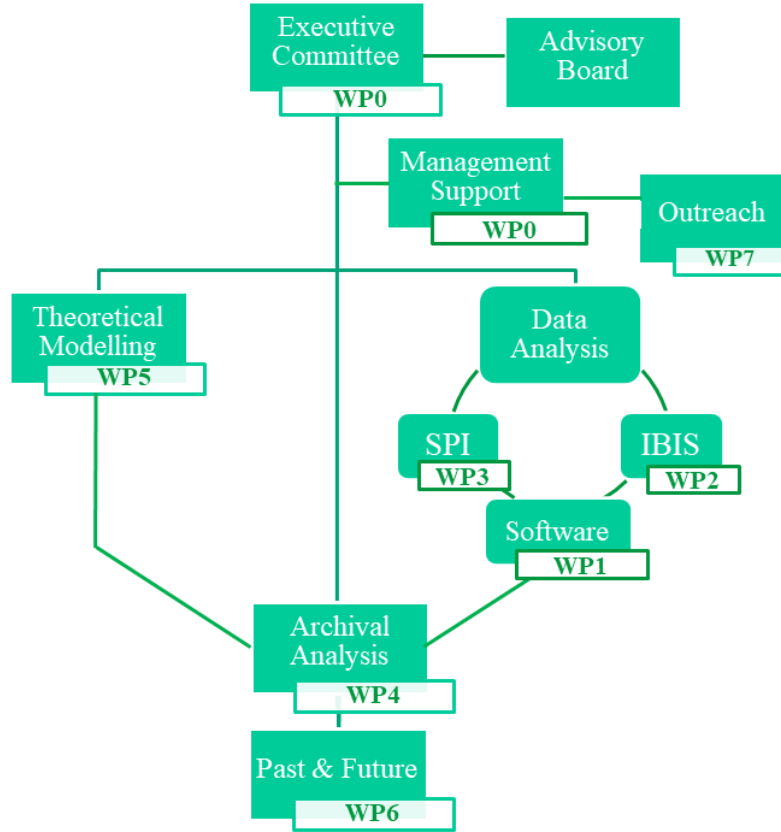 Executive
Committee
WP0
Advisory
Board
Management
Support
WP0
Outreach
WP7
Theoretical
Modelling
WP5
Data
Analysis
SPI
WP3
IBIS
WP2
Software
WP1
Archival
Analysis
WP4
Past & Future
WP6